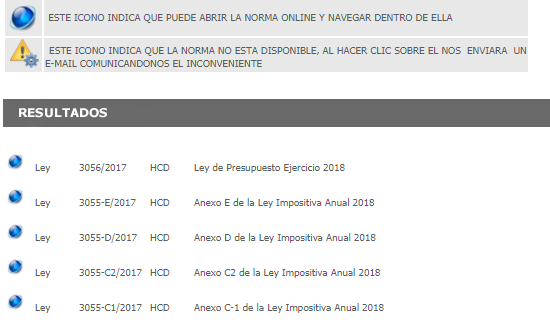 ESTE ICONO INDICA QUE PUEDE ABRIR LA NORMA ONLINE Y NAVEGAR DENTRO DE ELLA
ESTE ICONO INDICA QUE LA NORMA NO ESTA DISPONIBLE, AL HACER CLIC SOBRE EL NOS ENVIARA UN
E-MAIL COMUNICANDONOS EL INCONVENIENTE
RESULTADOS
Ley 3056/2017 HCD Ley de Presupuesto Ejercicio 2018
Ley 3055-E/2017 HCD Anexo E de la Ley Impositiva Anual 2018
Ley 3055-D/2017 HCD Anexo D de la Ley Impositiva Anual 2018
Ley 3055-C2/2017 HCD Anexo C2 de la Ley Impositiva Anual 2018
Ley 3055-C1/2017 HCD Anexo C-1 de la Ley Impositiva Anual 2018